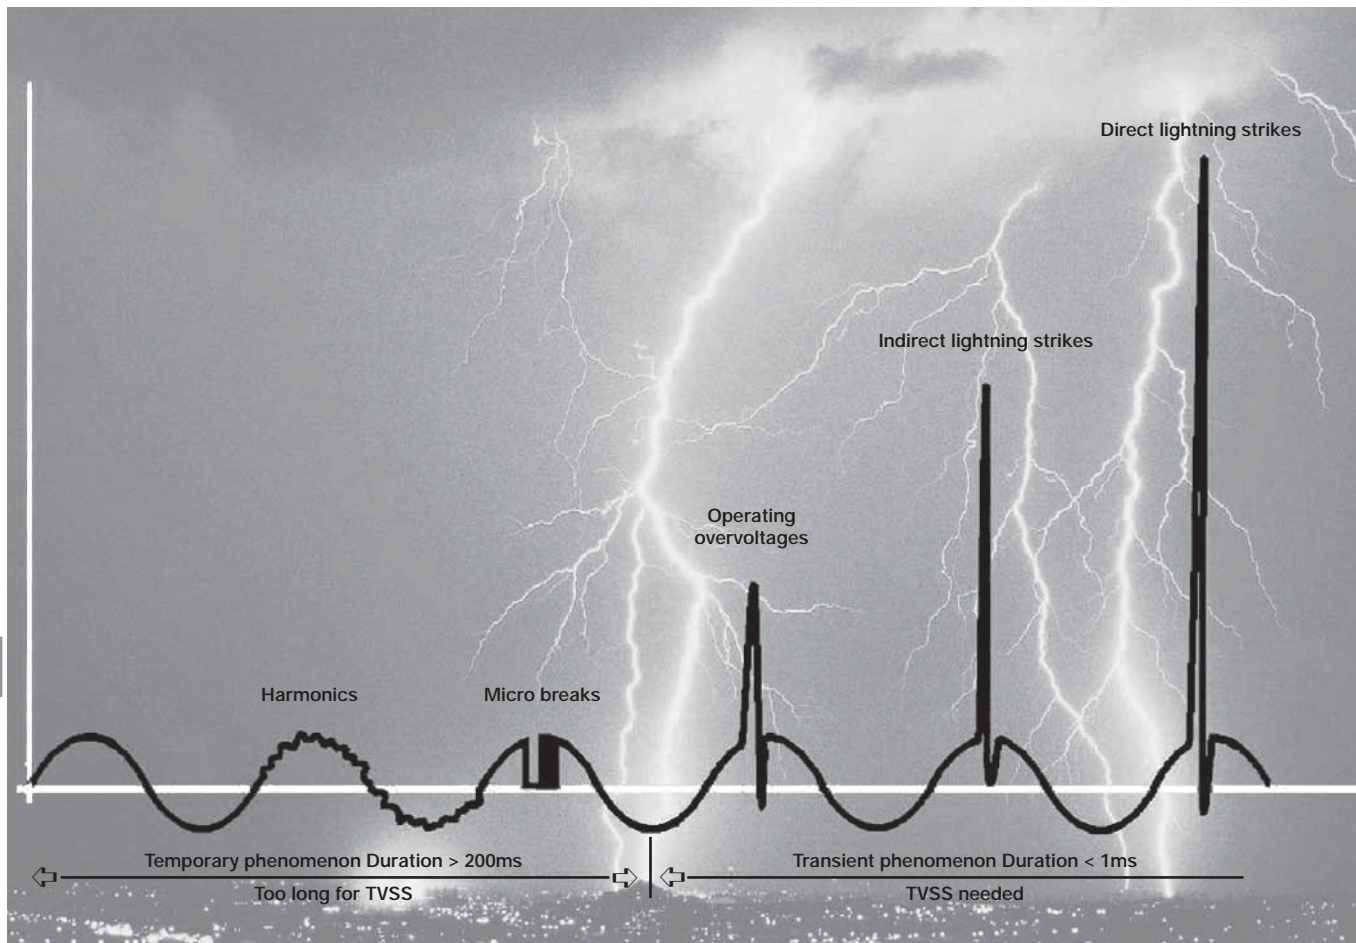 Direct lightning strikes
Indirect lightning strikes
Operating
overvoltages
Harmonics
Micro breaks
Temporary phenomenon Duration > 200ms
Too long for TVSS
Transient phenomenon Duration < 1ms
TVSS needed